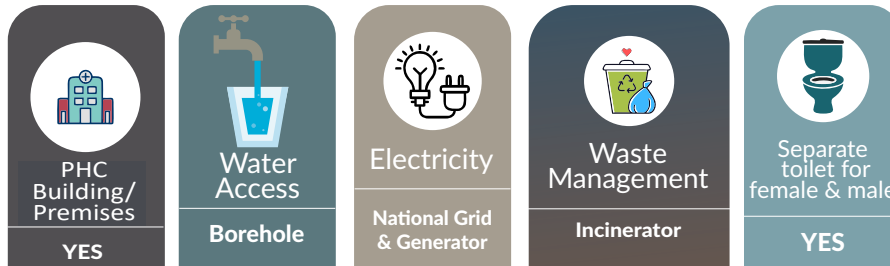 PHC
Building/
Premises
YES
Water
Access
Borehole
Electricity
National Grid
& Generator
Waste
Management
Incinerator
Separate
toilet for
female & male
YES